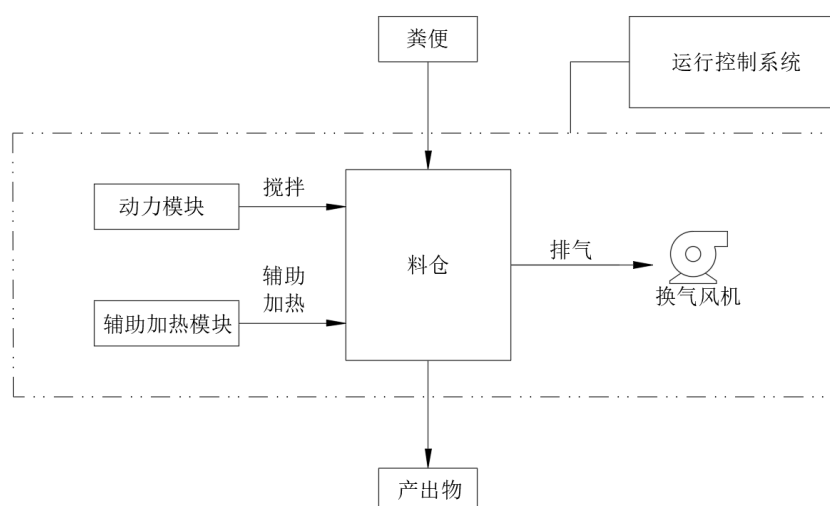 粪便
运行控制系统
搅拌
动力模块
料仓
排气
辅助
加热
换气风机
辅助加热模块
产出物